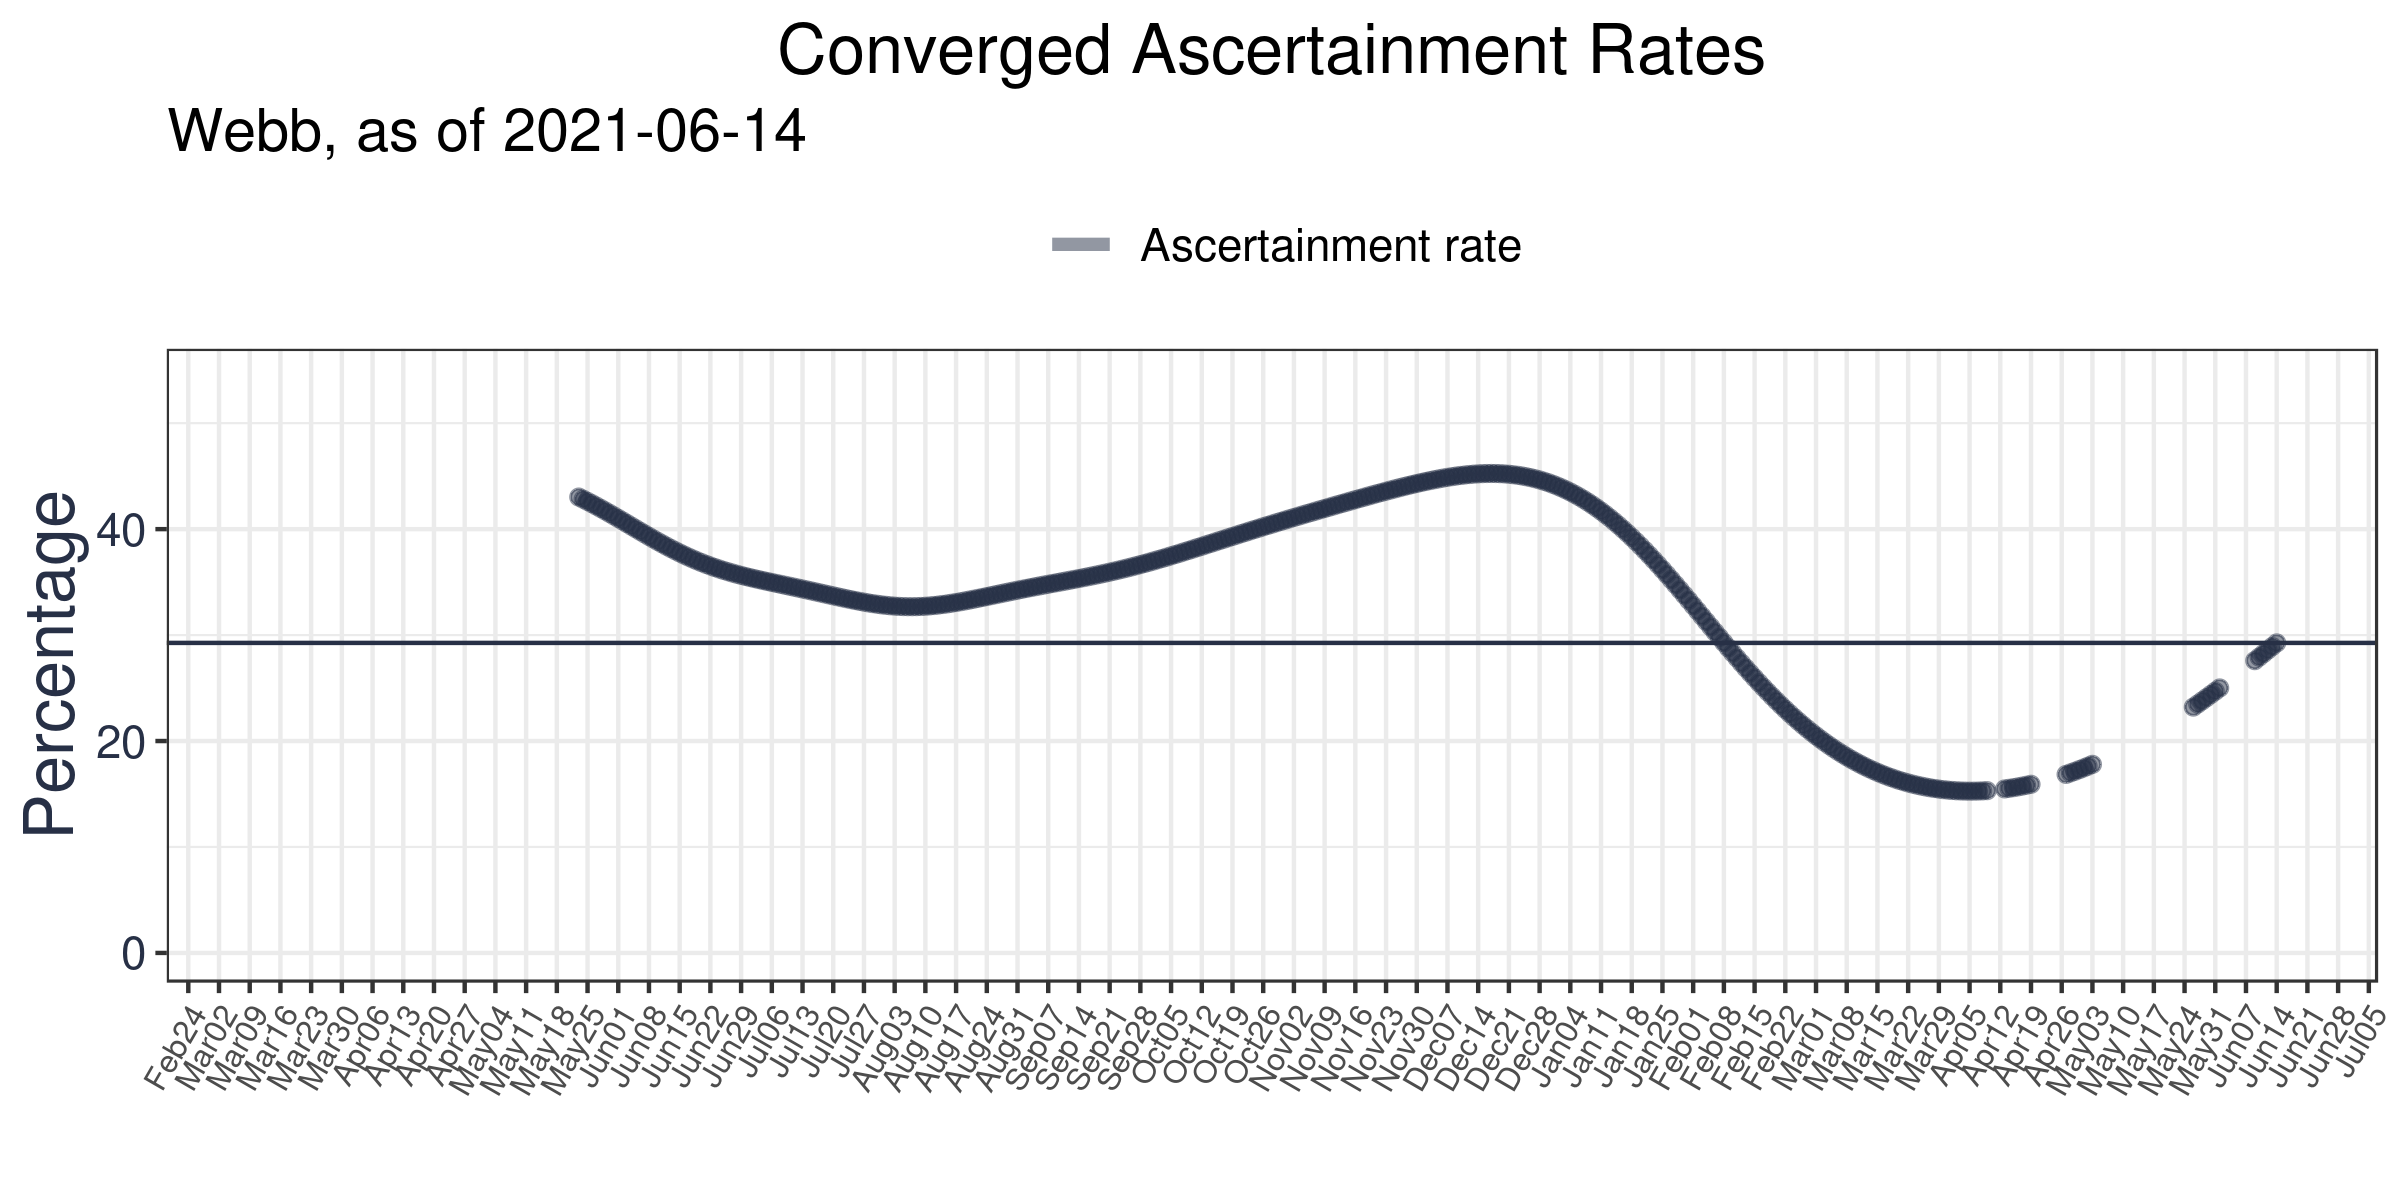 Converged Ascertainment Rates
Webb, as of 2021-06-14
Ascertainment rate
Percentage
40
20
0
Feb24 Mar02 Mar09 Mar16 Mar23 Mar30 Apr06 Apr13 Apr20 Apr27 May04 May11 May18 May25 Jun01 Jun08 Jun15 Jun22 Jun29 Jul06 Jul13 Jul20 Jul27 Aug03 Aug10 Aug17 Aug24 Aug31 Sep07 Sep14 Sep21 Sep28 Oct05 Oct12 Oct19 Oct26 Nov02 Nov09 Nov16 Nov23 Nov30 Dec07 Dec14 Dec21 Dec28 Jan04 Jan11 Jan18 Jan25 Feb01 Feb08 Feb15 Feb22 Mar01 Mar08 Mar15 Mar22 Mar29 Apr05 Apr12 Apr19 Apr26 May03 May10 May17 May24 May31 Jun07 Jun14 Jun21 Jun28 Jul05